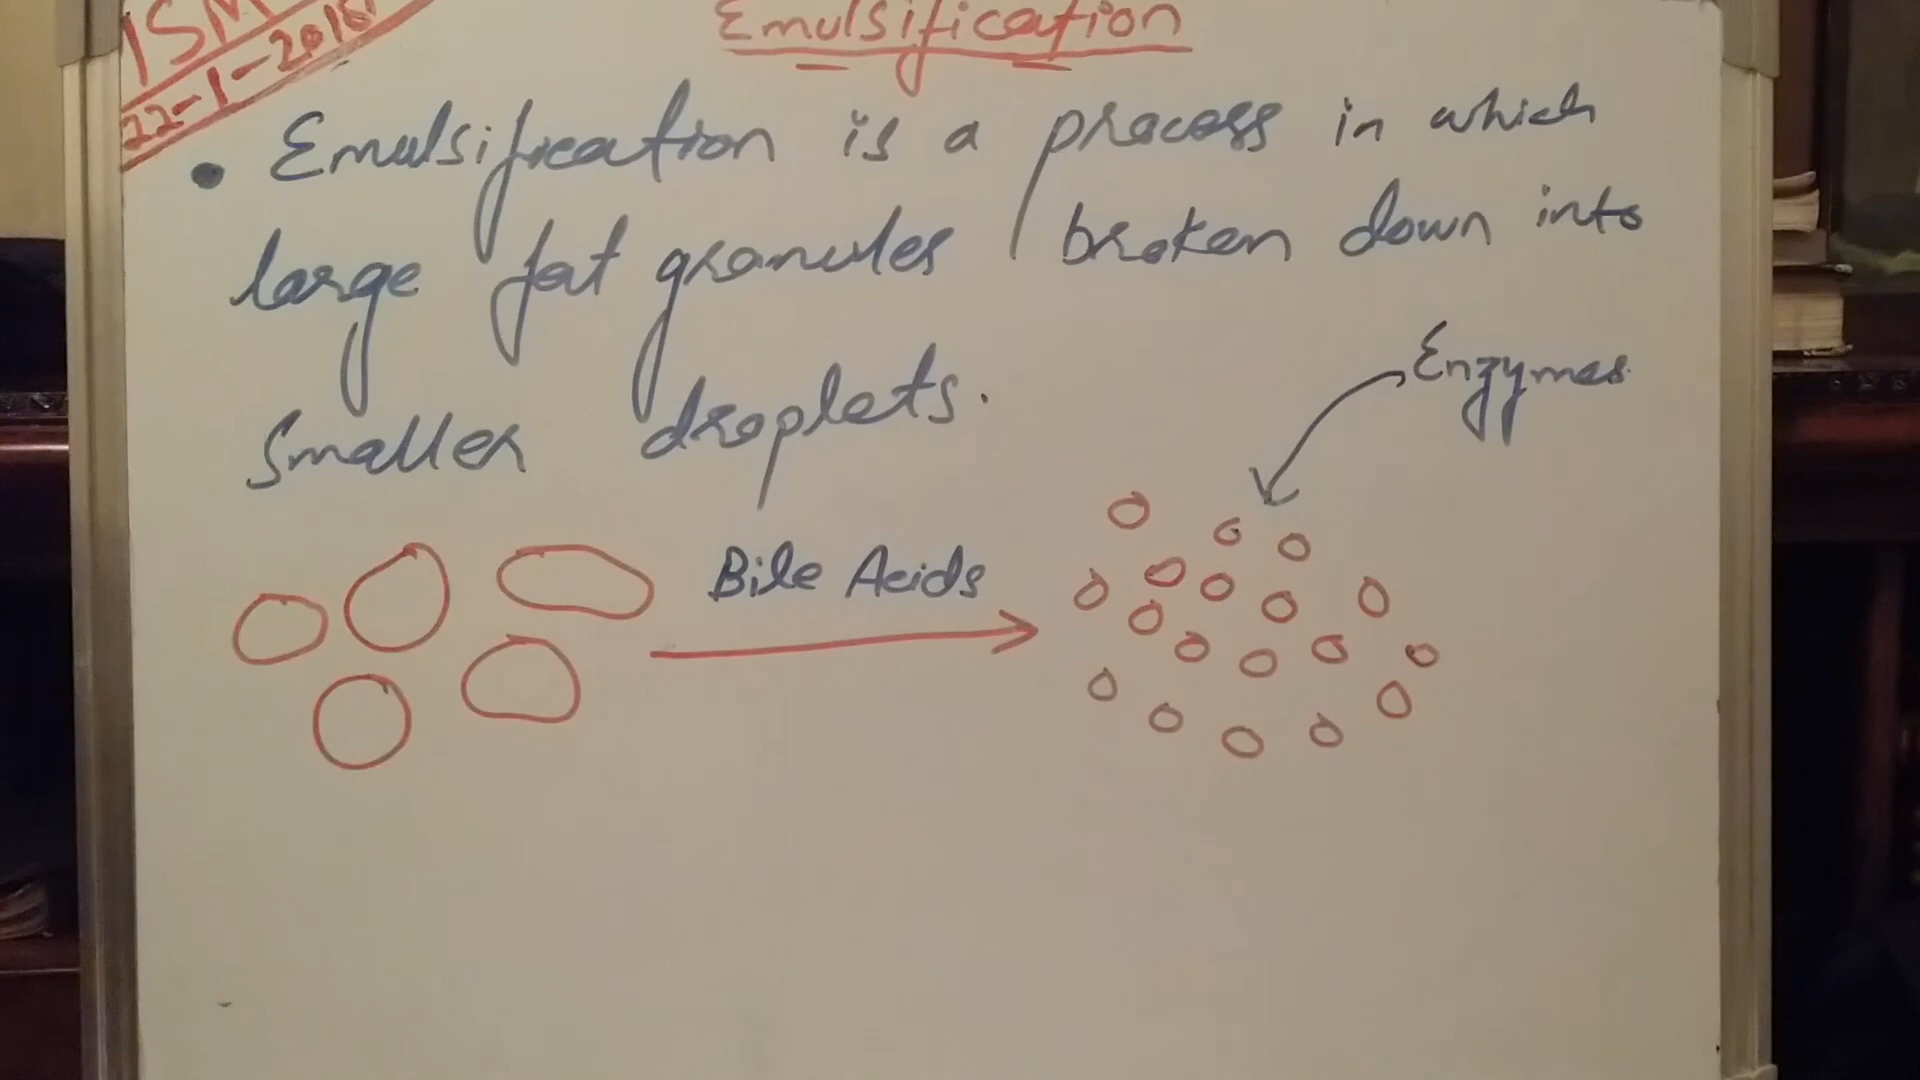 Emulsification
ISM
22-1-2018
• Emulsification is a process in which
large fat granules broken down into
smaller droplets.
Enzymes
Bile Acids